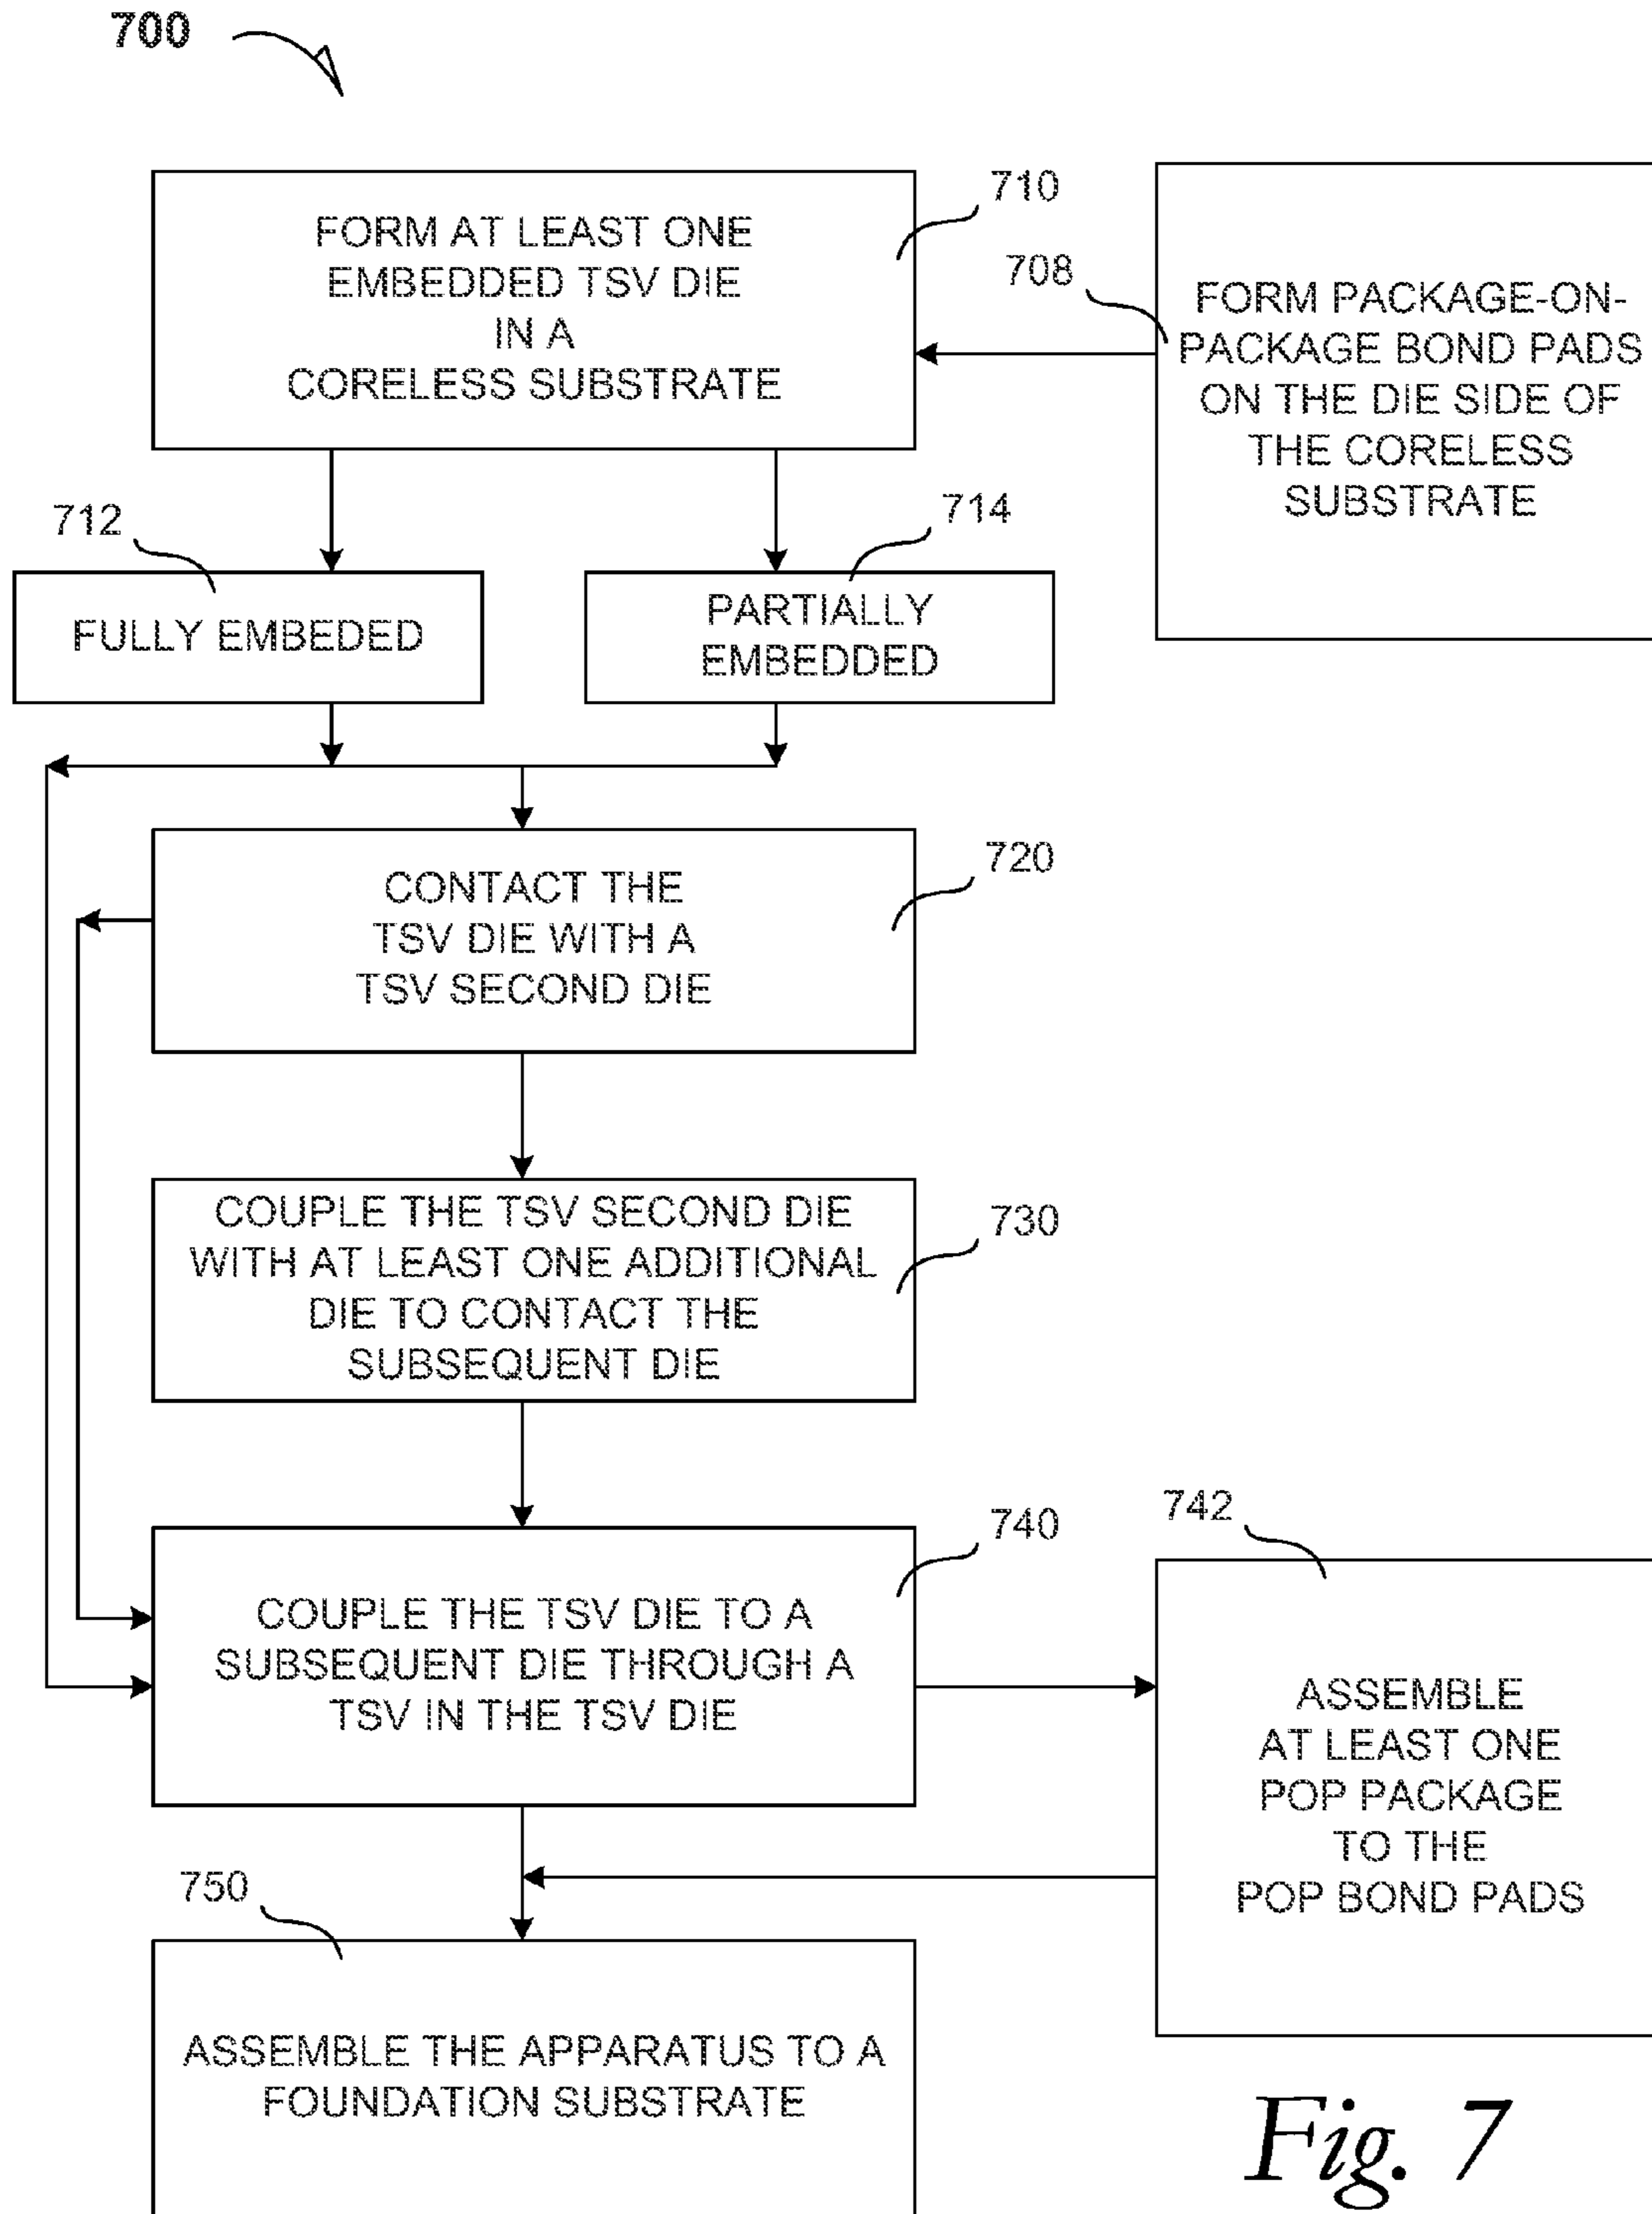 700
710
FORM AT LEAST ONE
EMBEDDED TSV DIE
IN A
CORELESS SUBSTRATE
708
FORM PACKAGE-ON-
PACKAGE BOND PADS
ON THE DIE SIDE OF
THE CORELESS
SUBSTRATE
712
FULLY EMBEDED
714
PARTIALLY
EMBEDDED
720
CONTACT THE
TSV DIE WITH A
TSV SECOND DIE
730
COUPLE THE TSV SECOND DIE
WITH AT LEAST ONE ADDITIONAL
DIE TO CONTACT THE
SUBSEQUENT DIE
740
COUPLE THE TSV DIE TO A
SUBSEQUENT DIE THROUGH A
TSV IN THE TSV DIE
742
ASSEMBLE
AT LEAST ONE
POP PACKAGE
TO THE
POP BOND PADS
750
ASSEMBLE THE APPARATUS TO A
FOUNDATION SUBSTRATE
Fig. 7